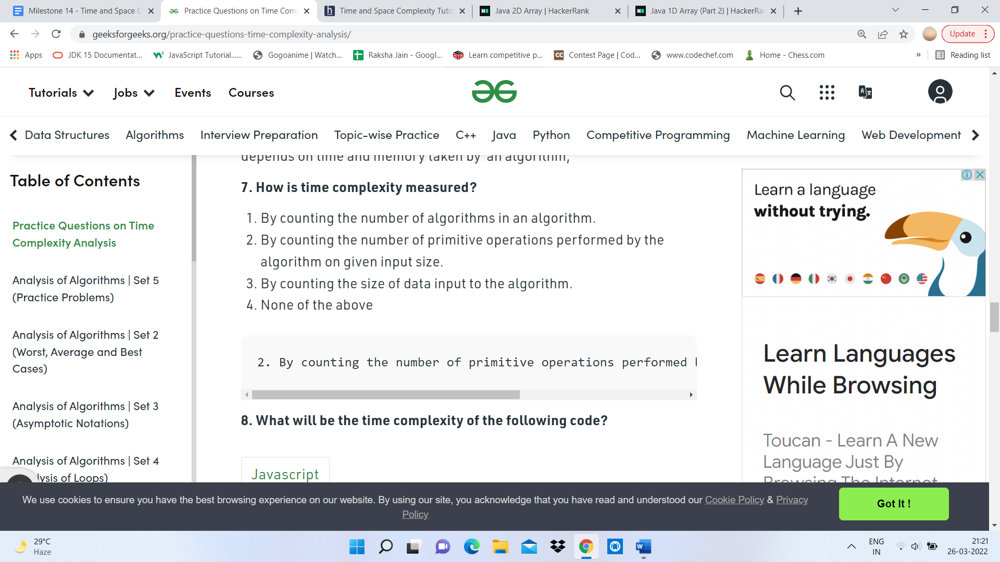 Milestone 14 - Time and Space C
Practice Questions on Time Com
Time and Space Complexity Tuto
Java 2D Array | HackerRank
Java 1D Array (Part 2) | HackerRa
geeksforgeeks.org/practice-questions-time-complexity-analysis/
Update
Apps
JDK 15 Documentat...
JavaScript Tutorial......
Gogoanime | Watch...
Raksha Jain - Googl...
Learn competitive p...
Contest Page | Cod...
www.codechef.com
Home - Chess.com
»
Reading list
Tutorials
Jobs
Events
Courses
Data Structures
Algorithms
Interview Preparation
Topic-wise Practice
C++
Java
Python
Competitive Programming
Machine Learning
Web Development
Table of Contents
Practice Questions on Time
Complexity Analysis
Analysis of Algorithms | Set 5
(Practice Problems)
Analysis of Algorithms | Set 2
(Worst, Average and Best
Cases)
Analysis of Algorithms | Set 3
(Asymptotic Notations)
Analysis of Algorithms | Set 4
lysis of Loops)
depends on time and memory taken by an algorithm,
7. How is time complexity measured?
1. By counting the number of algorithms in an algorithm.
2. By counting the number of primitive operations performed by the
algorithm on given input size.
3. By counting the size of data input to the algorithm.
4. None of the above
2. By counting the number of primitive operations performed
8. What will be the time complexity of the following code?
Javascript
Learn a language
without trying.
Learn Languages
While Browsing
Toucan - Learn A New
Language Just By
Browsing The Internet
We use cookies to ensure you have the best browsing experience on our website. By using our site, you acknowledge that you have read and understood our Cookie Policy & Privacy
Policy
Got It !
29°C
Haze
ENG
IN
21:21
26-03-2022